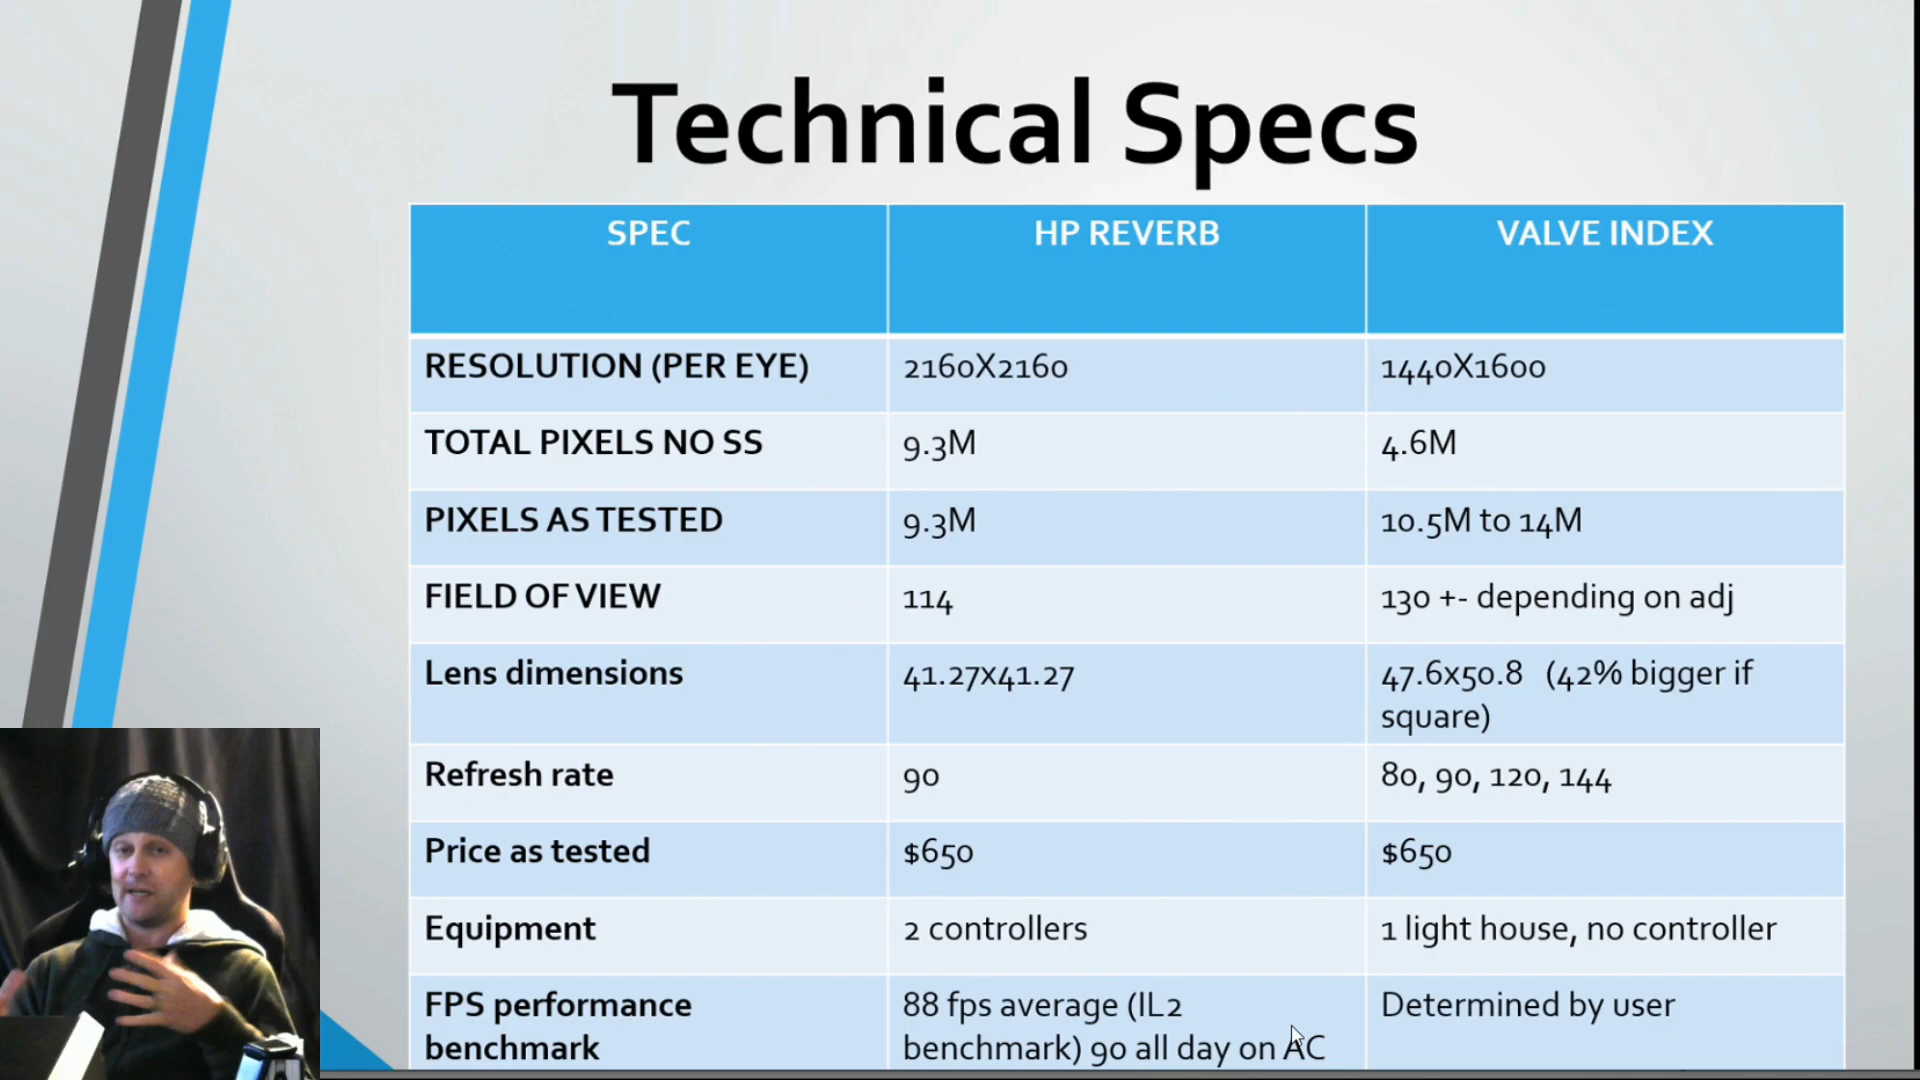 Technical Specs
SPEC HP REVERB VALVE INDEX
RESOLUTION (PER EYE) 2160X2160 1440X1600
TOTAL PIXELS NO SS 9.3M 4.6M
PIXELS AS TESTED 9.3M 10.5M to 14M
FIELD OF VIEW 114 130 +- depending on adj
Lens dimensions 41.27x41.27 47.6x50.8 (42% bigger if
square)
Refresh rate 90 80, 90, 120, 144
Price as tested $650 $650
Equipment 2 controllers 1 light house, no controller
FPS performance 88 fps average (IL2 Determined by user
benchmark benchmark) 90 all day on AC